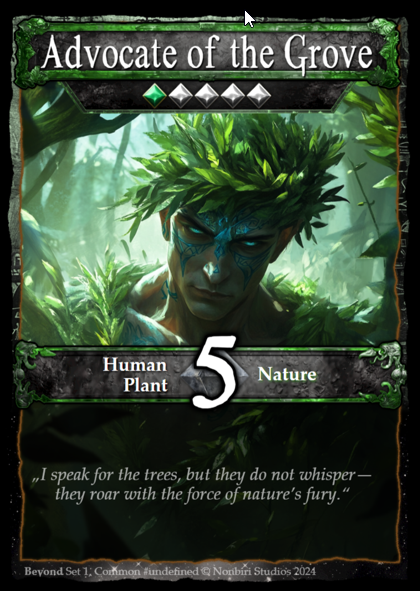 Advocate of the Grove
Human
Plant
5
Nature
„I speak for the trees, but they do not whisper—
they roar with the force of nature's fury.“
Beyond Set 1, Common #undefined © Nonbiri Studios 2024